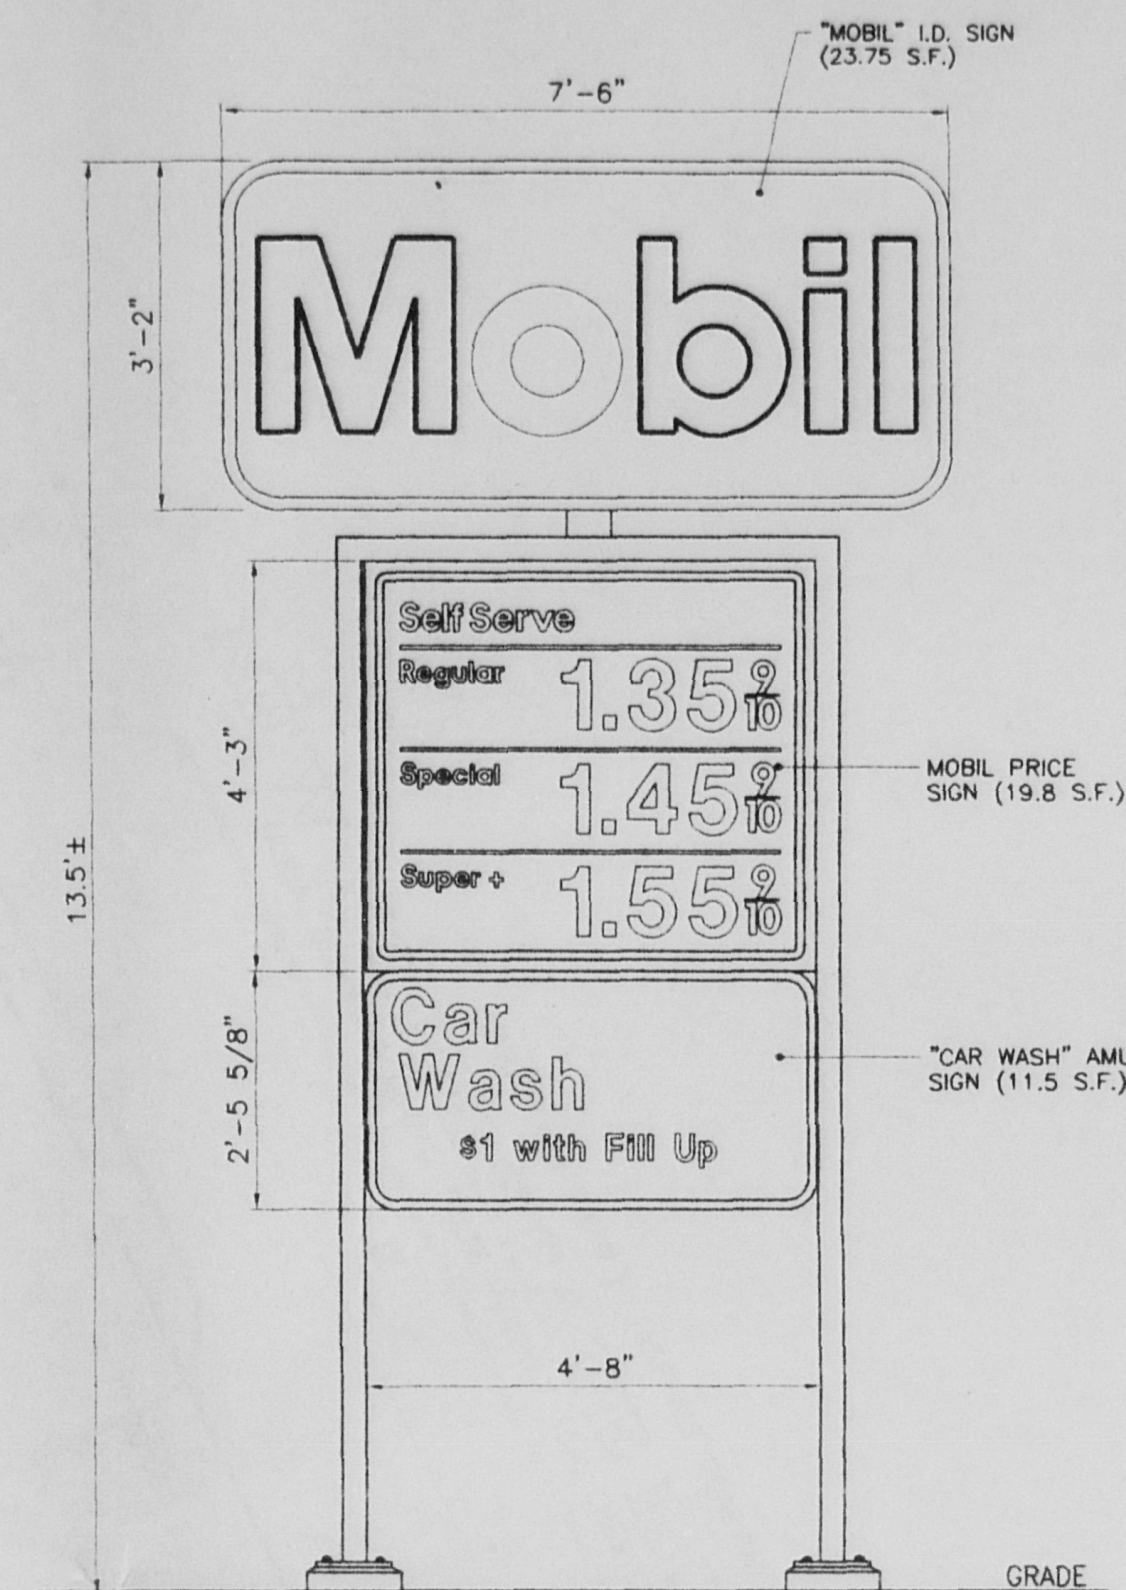 "MOBIL" I.D. SIGN
(23.75 S.F.)
7'-6"
Mobil
3'-2"
13.5'±
4'-3"
Self Serve
Regular 1.35 9/10
Special 1.45 9/10
Super + 1.55 9/10
MOBIL PRICE
SIGN (19.8 S.F.)
2'-5 5/8"
Car
Wash
$1 with Fill Up
"CAR WASH"
SIGN (11.5 S.F.)
4'-8"
GRADE